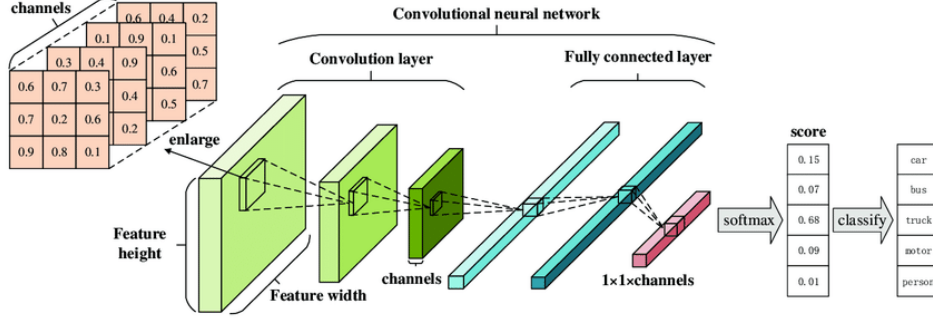 channels
Convolutional neural network
0.6 0.4 0.2
0.1 0.9 0.1 0.5
0.3 0.4 0.9 0.6 0.7
0.6 0.7 0.3 0.4 0.5
0.7 0.2 0.6 0.2
0.9 0.8 0.1
Convolution layer
Fully connected layer
enlarge
Feature
height
Feature width
channels
1×1×channels
softmax
score
0.15
0.07
0.68
0.09
0.01
classify
car
bus
truck
motor
person